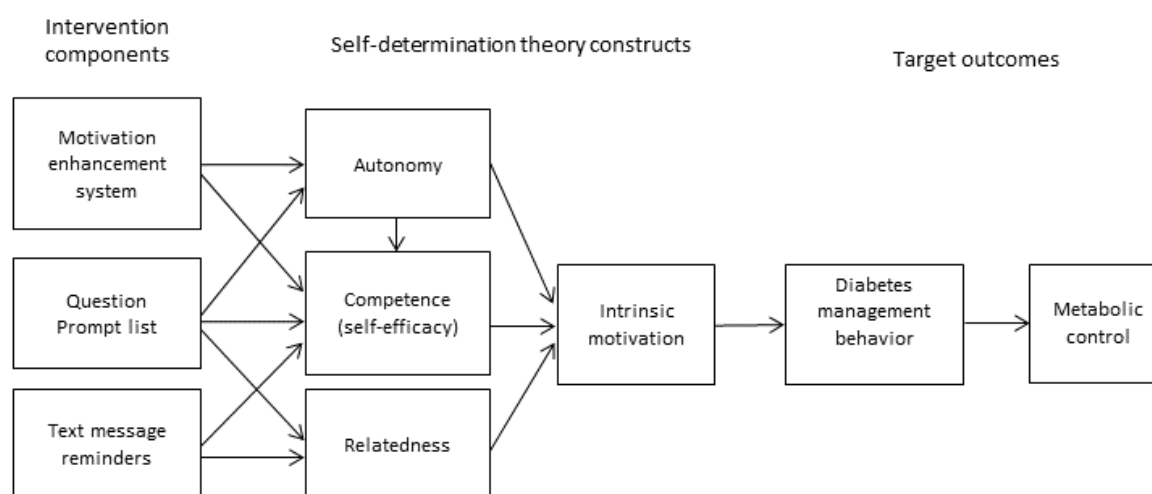 Intervention
components
Self-determination theory constructs
Target outcomes
Motivation
enhancement
system
Autonomy
Question
Prompt list
Competence
(self-efficacy)
Intrinsic
motivation
Diabetes
management
behavior
Metabolic
control
Text message
reminders
Relatedness